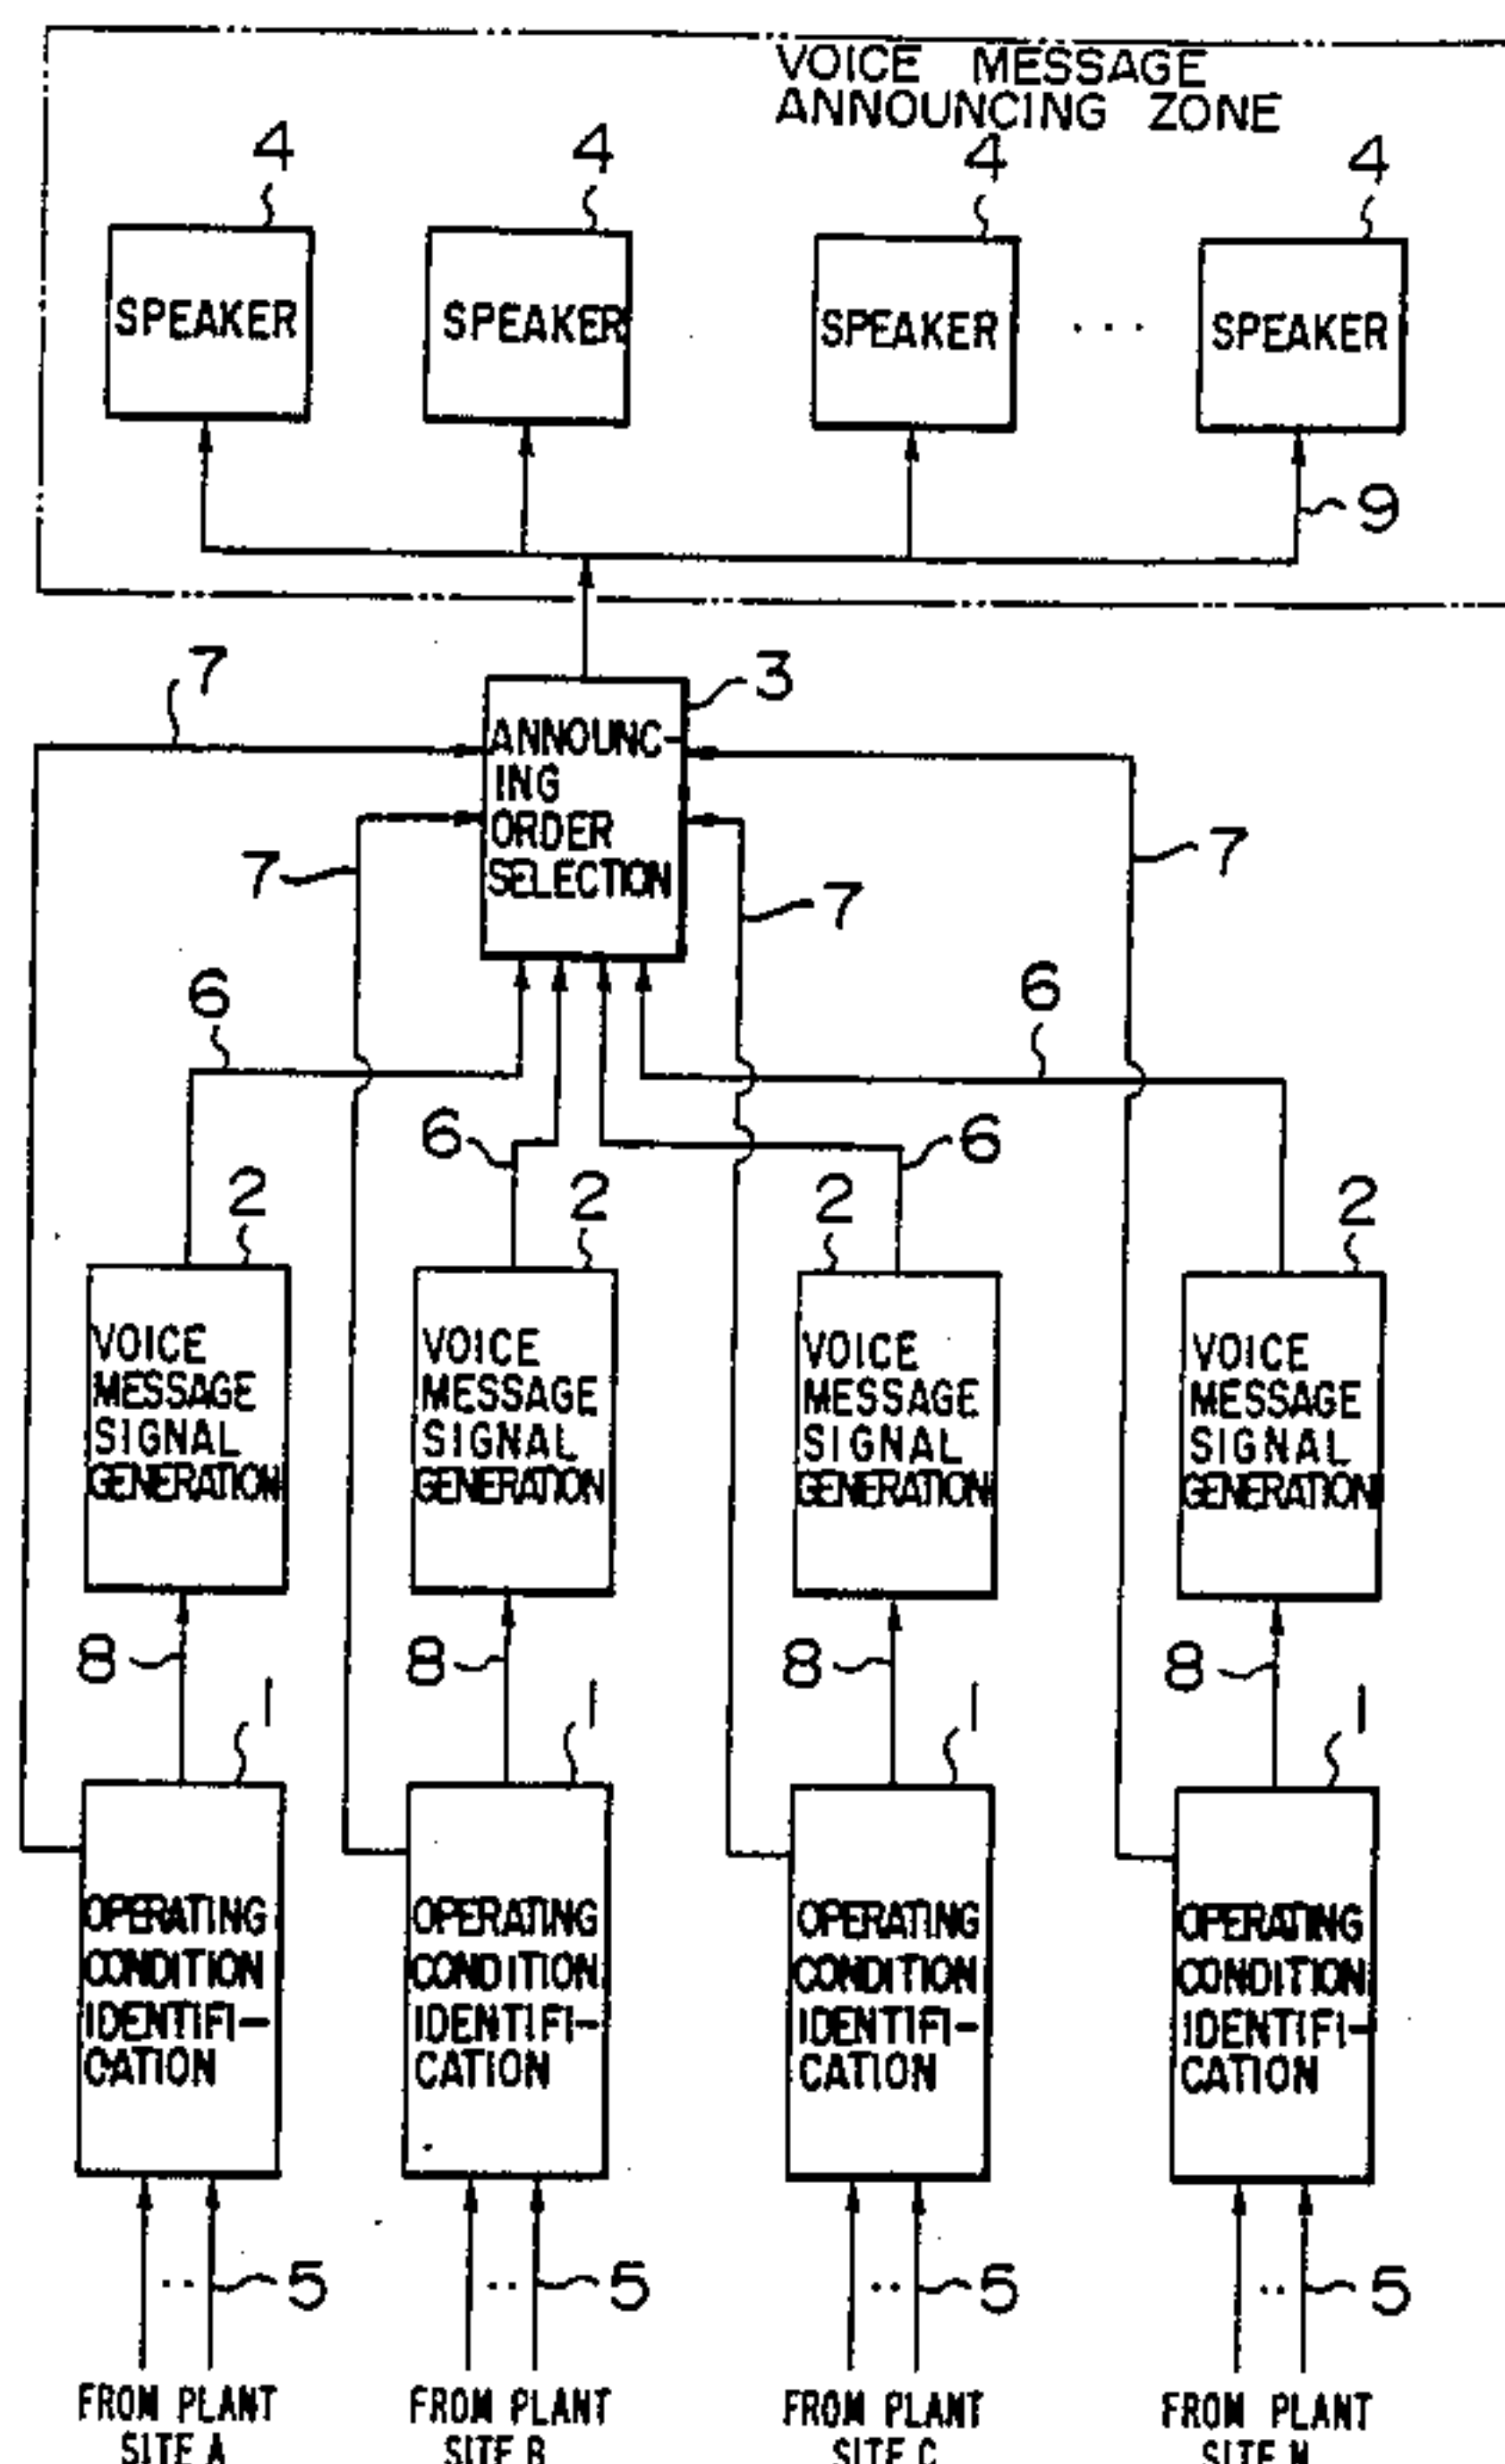 VOICE MESSAGE
ANNOUNCING ZONE
4 4 4 4
SPEAKER SPEAKER SPEAKER ... SPEAKER
9
7 3
ANNOUNC-
ING
ORDER
SELECTION
7 7 7
6 6
6 6
2 2 2 2
VOICE VOICE VOICE VOICE
MESSAGE MESSAGE MESSAGE MESSAGE
SIGNAL SIGNAL SIGNAL SIGNAL
GENERATION GENERATION GENERATION GENERATION
8 8 8 8
1 1 1 1
OPERATING OPERATING OPERATING OPERATING
CONDITION CONDITION CONDITION CONDITION
IDENTIFI- IDENTIFI- IDENTIFI- IDENTIFI-
CATION CATION CATION CATION
.. 5 .. 5 .. 5 .. 5
FROM PLANT FROM PLANT FROM PLANT FROM PLANT
SITE A SITE B SITE C SITE N